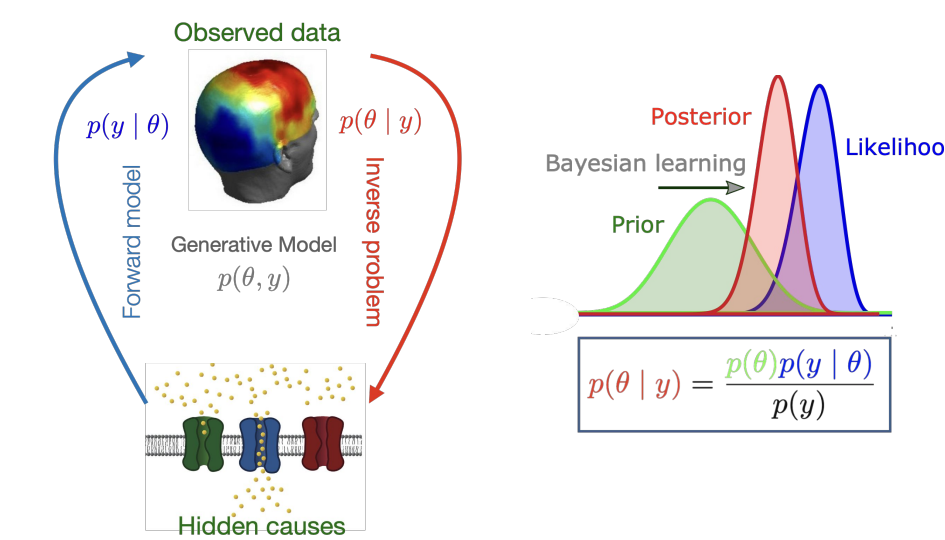 Observed data
p(y | θ)
p(θ | y)
Forward model
Inverse problem
Generative Model
p(θ, y)
Hidden causes
Posterior
Likelihoo
Bayesian learning
Prior
p(θ | y) = p(θ)p(y | θ)
p(y)